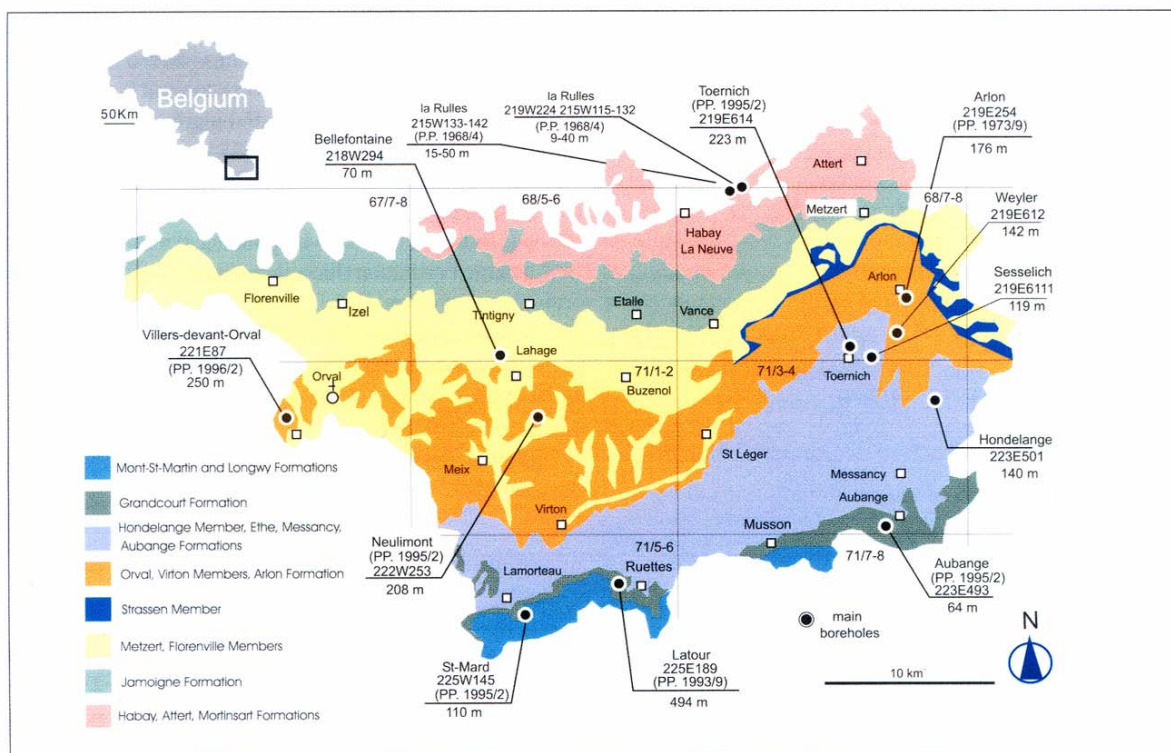 Belgium
50Km
la Rulles
215W133-142
(P.P. 1968/4)
15-50 m
la Rulles
219W224 215W115-132
(P.P. 1968/4)
9-40 m
Toernich
(PP. 1995/2)
219E614
223 m
Arlon
219E254
(PP. 1973/9)
176 m
Bellefontaine
218W294
70 m
Attert
67/7-8
68/5-6
Metzert
68/7-8
Weyler
219E612
142 m
Habay
La Neuve
Sesselich
219E6111
119 m
Arlon
Florenville
Izel
Tintigny
Etalle
Vance
Villers-devant-Orval
221E87
(PP. 1996/2)
250 m
Orval
Lahage
71/1-2
Buzenol
71/3-4
Toernich
Hondelange
223E501
140 m
St Léger
Meix
Messancy
Aubange
Virton
Musson
Mont-St-Martin and Longwy Formations
Grandcourt Formation
Hondelange Member, Ethe, Messancy,
Aubange Formations
Orval, Virton Members, Arlon Formation
Strassen Member
Metzert, Florenville Members
Jamoigne Formation
Habay, Attert, Mortinsart Formations
Neulimont
(PP. 1995/2)
222W253
208 m
71/5-6
71/7-8
Lamorteau
Ruettes
Aubange
(PP. 1995/2)
223E493
64 m
main
boreholes
N
St-Mard
225W145
(PP. 1995/2)
110 m
Latour
225E189
(PP. 1993/9)
494 m
10 km